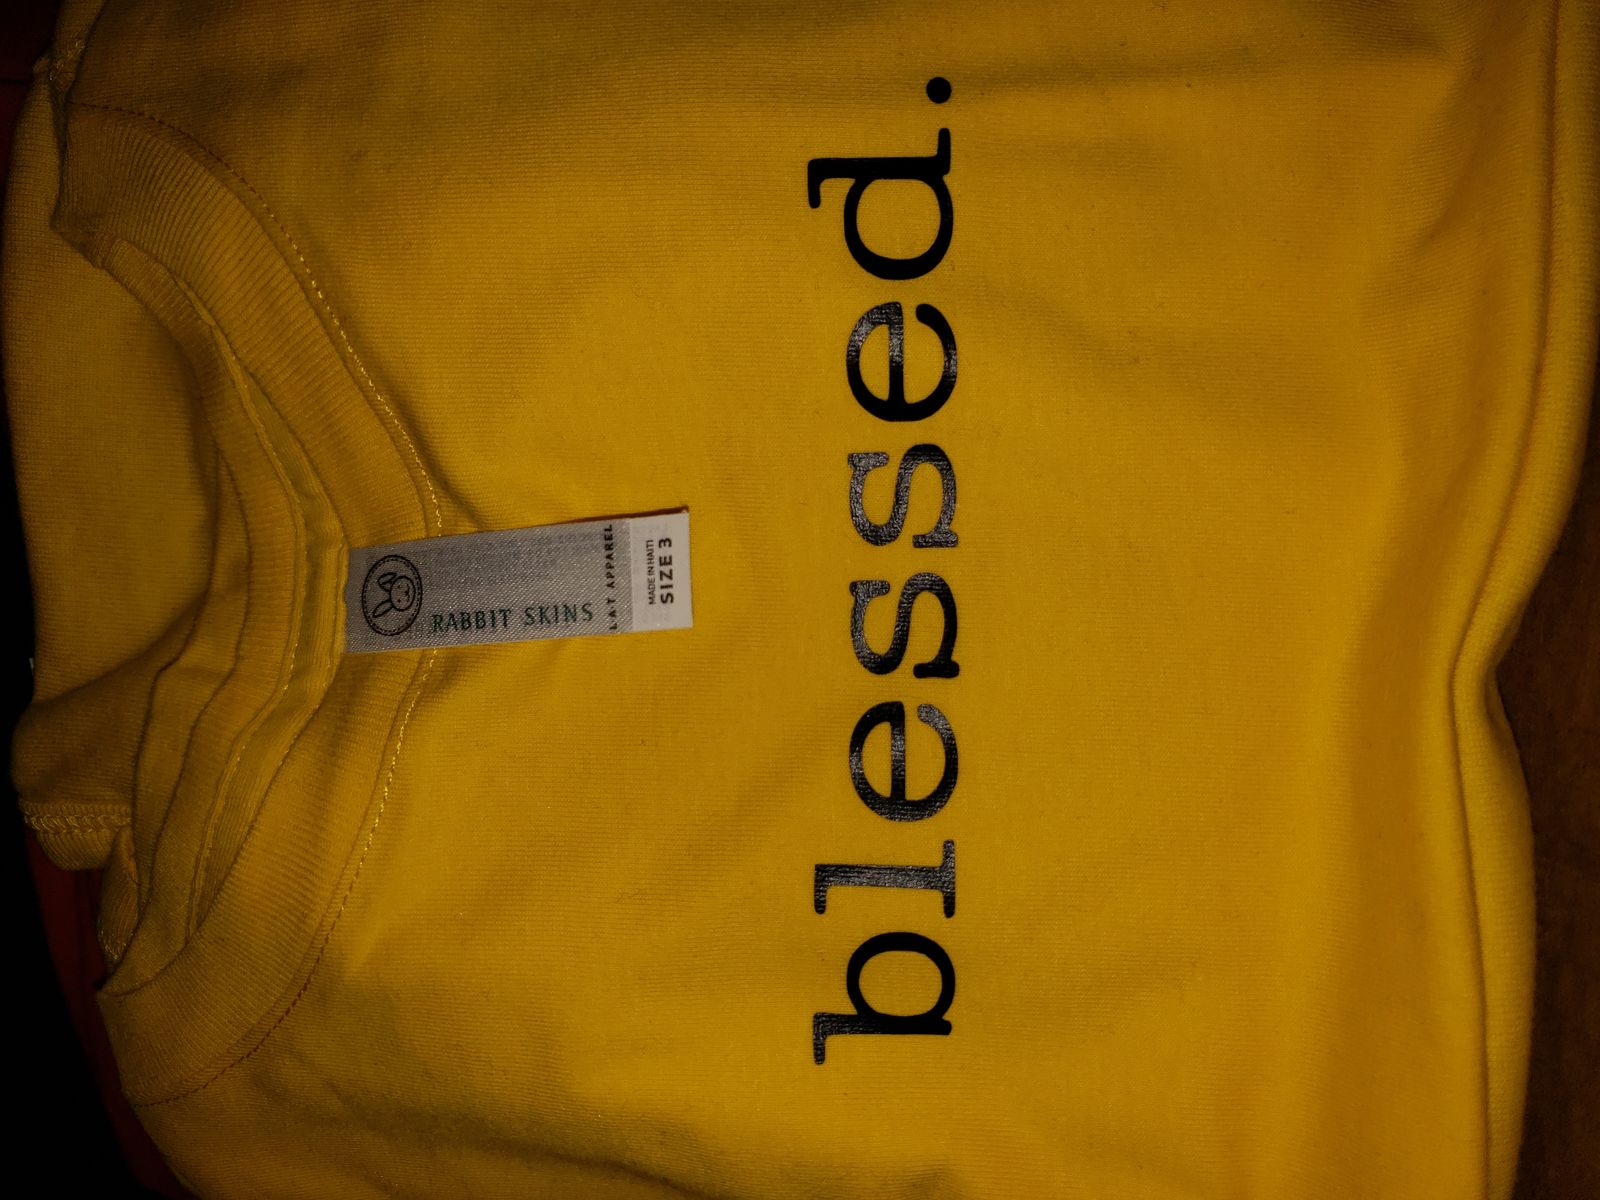 RABBIT SKINS
L·A·T APPAREL
MADE IN HAITI
SIZE 3
blessed.